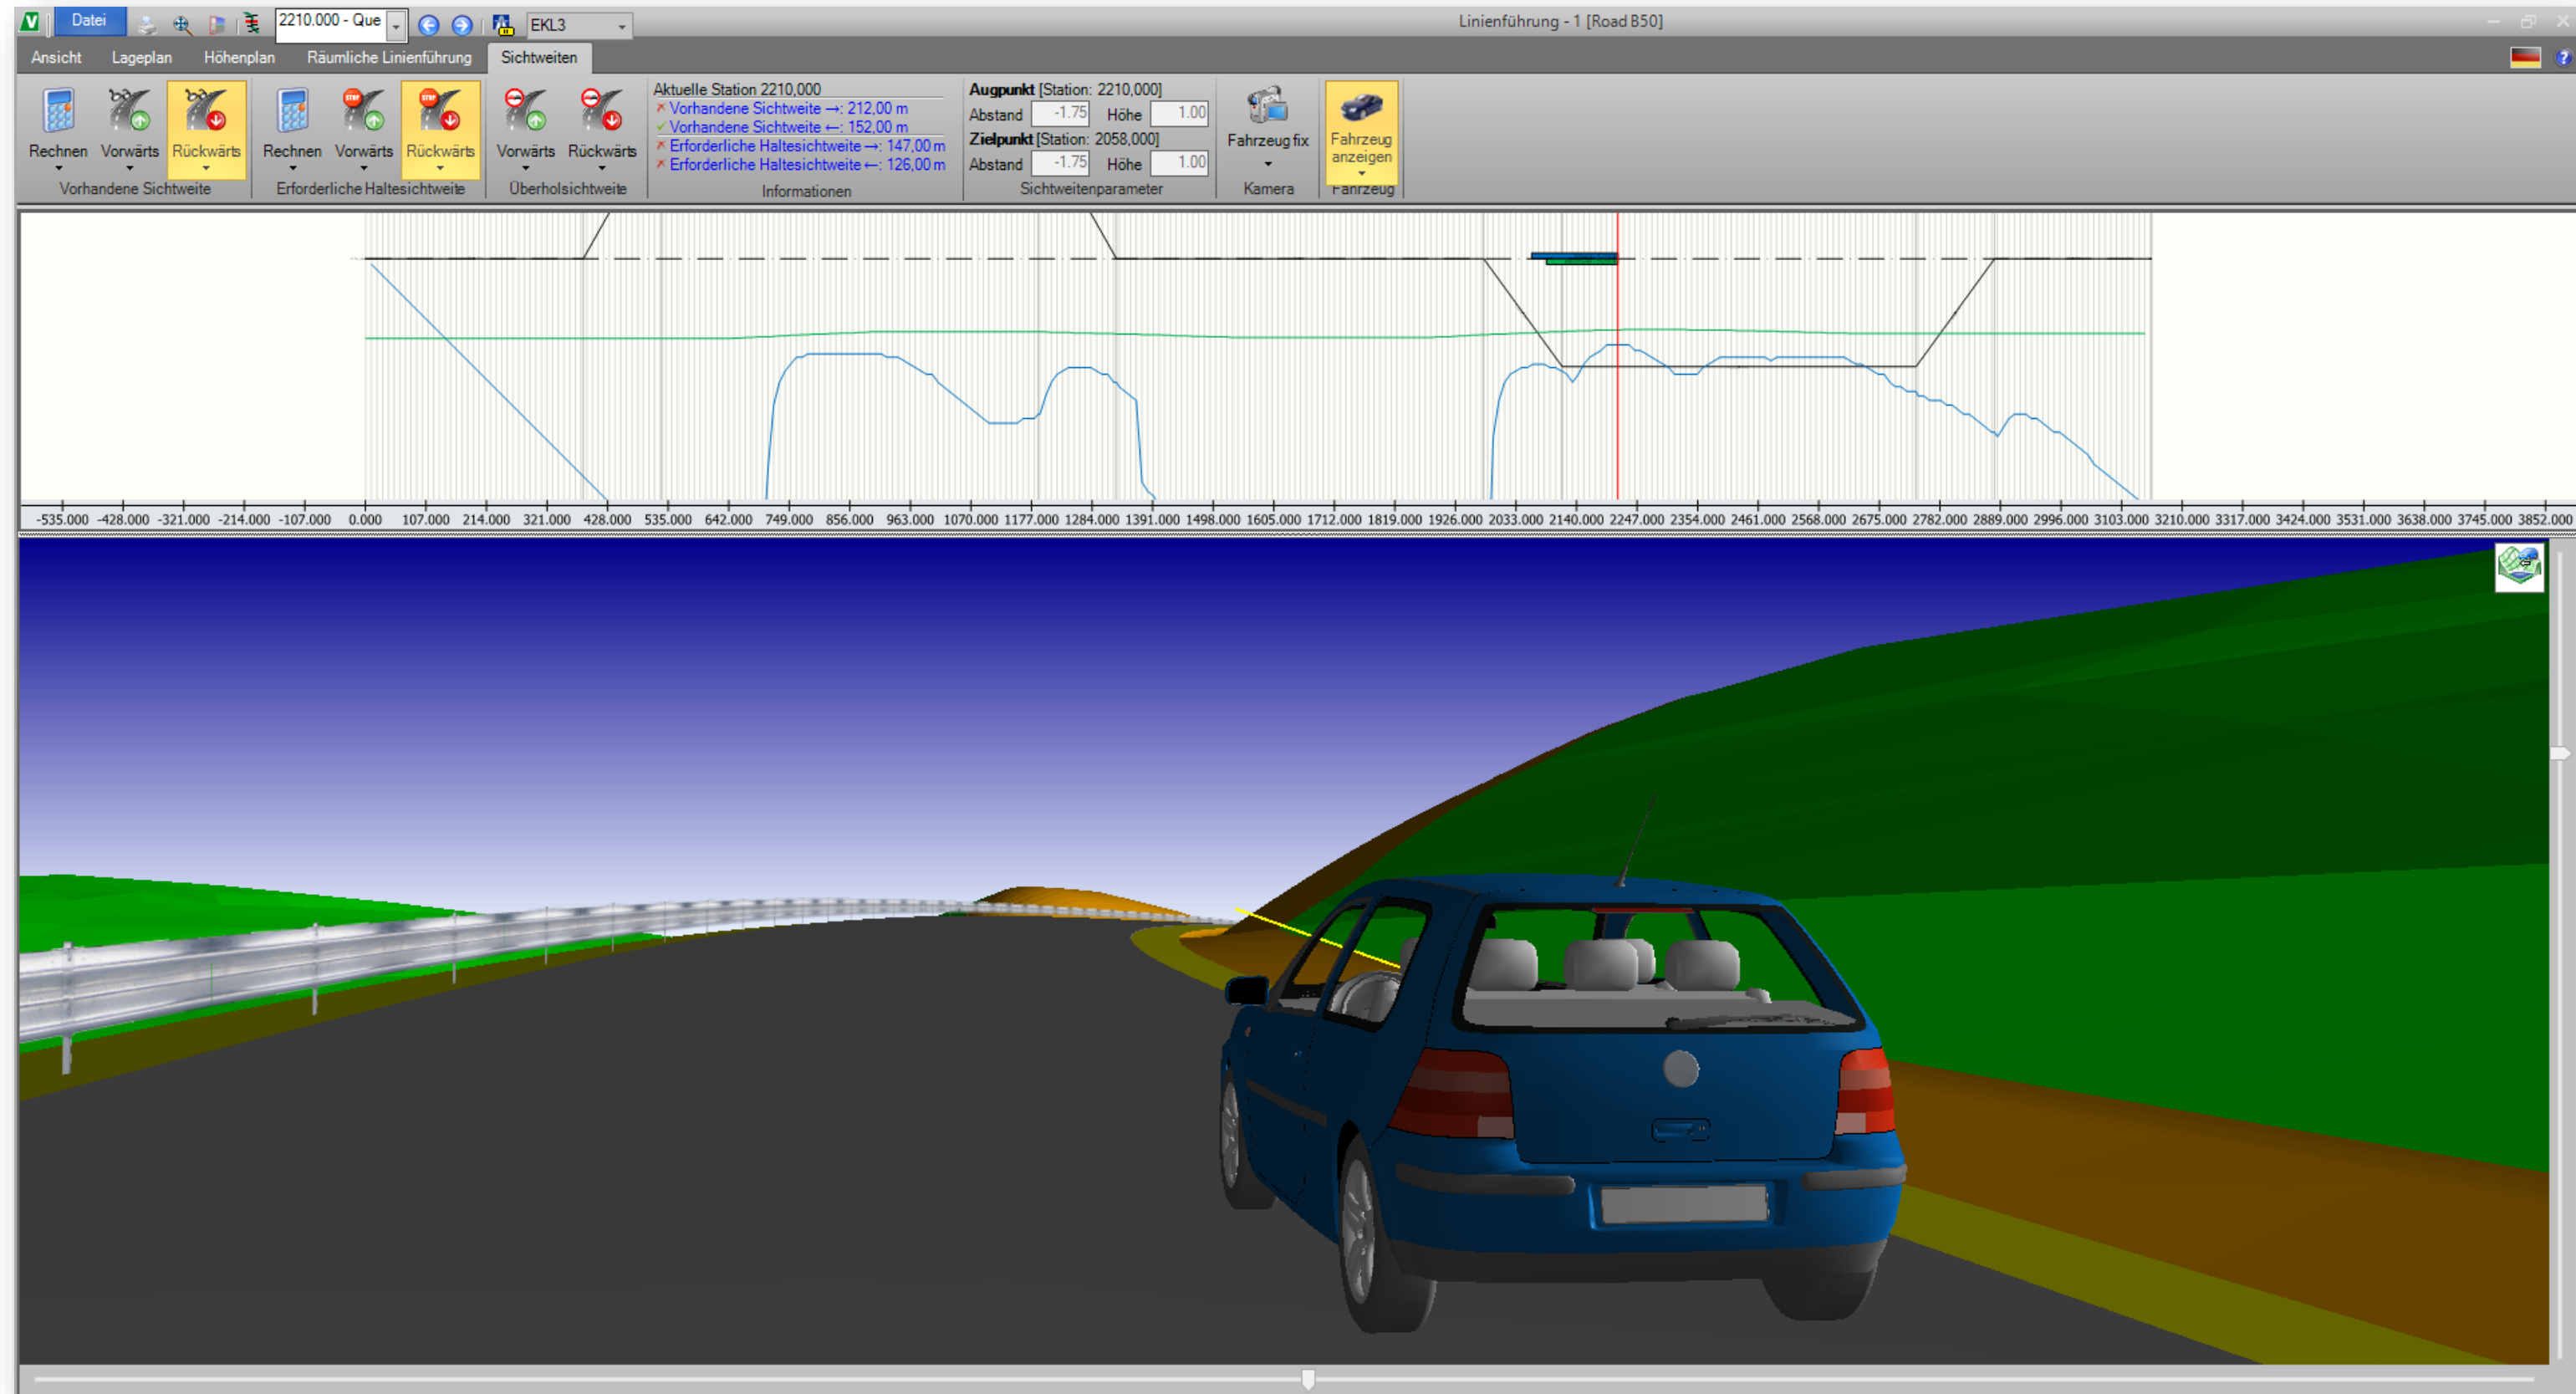 Datei 2210.000 - Que EKL3 Linienführung - 1 [Road B50]
Ansicht Lageplan Höhenplan Räumliche Linienführung Sichtweiten
Rechnen Vorwärts Rückwärts
Vorhandene Sichtweite
Rechnen Vorwärts Rückwärts
Erforderliche Haltesichtweite
Vorwärts Rückwärts
Überholsichtweite
Aktuelle Station 2210,000
Vorhandene Sichtweite →: 212,00 m
Vorhandene Sichtweite ←: 152,00 m
Erforderliche Haltesichtweite →: 147,00 m
Erforderliche Haltesichtweite ←: 126,00 m
Informationen
Augpunkt [Station: 2210,000]
Abstand -1.75 Höhe 1.00
Zielpunkt [Station: 2058,000]
Abstand -1.75 Höhe 1.00
Sichtweitenparameter
Fahrzeug fix
Kamera
Fahrzeug
anzeigen
Fahrzeug
-535.000 -428.000 -321.000 -214.000 -107.000 0.000 107.000 214.000 321.000 428.000 535.000 642.000 749.000 856.000 963.000 1070.000 1177.000 1284.000 1391.000 1498.000 1605.000 1712.000 1819.000 1926.000 2033.000 2140.000 2247.000 2354.000 2461.000 2568.000 2675.000 2782.000 2889.000 2996.000 3103.000 3210.000 3317.000 3424.000 3531.000 3638.000 3745.000 3852.000